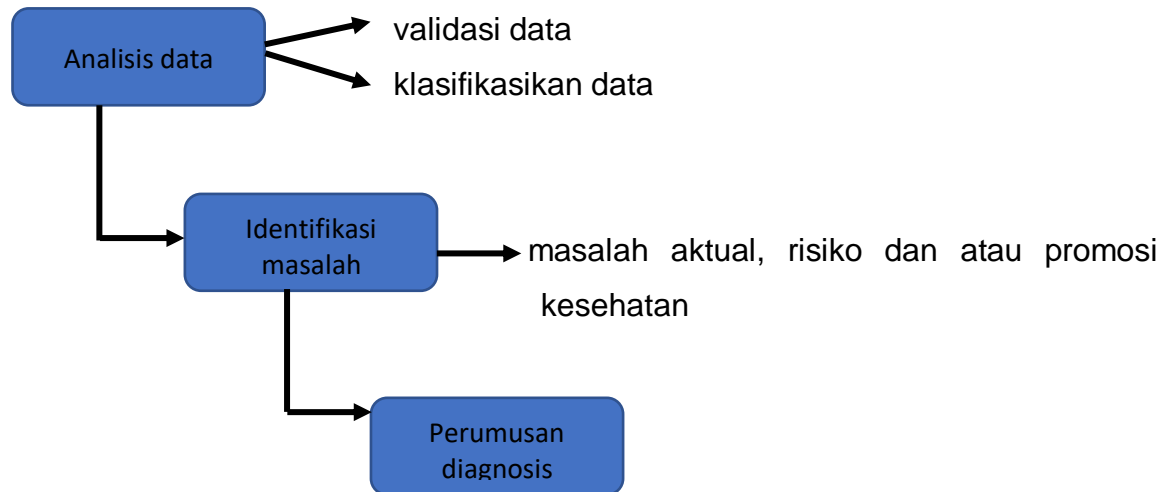 Analisis data
validasi data
klasifikasikan data
Identifikasi
masalah
masalah aktual, risiko dan atau promosi
kesehatan
Perumusan
diagnosis